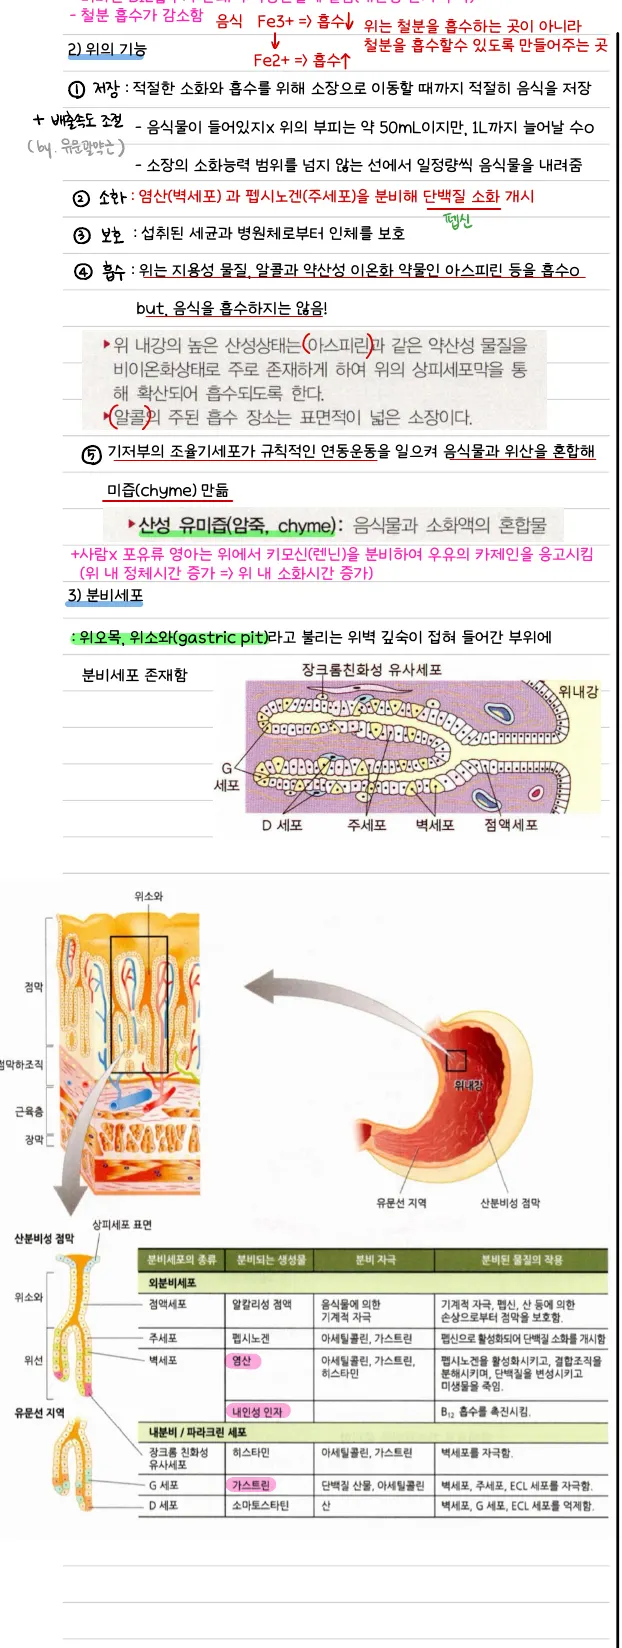 - 철분 흡수가 감소함
음식 Fe3+ => 흡수↓
Fe2+ => 흡수↑
위는 철분을 흡수하는 곳이 아니라
철분을 흡수할수 있도록 만들어주는 곳
2) 위의 기능
① 저장 : 적절한 소화와 흡수를 위해 소장으로 이동할 때까지 적절히 음식을 저장
+ 배출속도 조절
(by. 유문괄약근)
- 음식물이 들어있지x 위의 부피는 약 50mL이지만, 1L까지 늘어날 수o
- 소장의 소화능력 범위를 넘지 않는 선에서 일정량씩 음식물을 내려줌
② 소화 : 염산(벽세포) 과 펩시노겐(주세포)을 분비해 단백질 소화 개시
펩신
③ 보호 : 섭취된 세균과 병원체로부터 인체를 보호
④ 흡수 : 위는 지용성 물질, 알콜과 약산성 이온화 약물인 아스피린 등을 흡수o
but, 음식을 흡수하지는 않음!
▸위 내강의 높은 산성상태는 (아스피린)과 같은 약산성 물질을
비이온화상태로 주로 존재하게 하여 위의 상피세포막을 통
해 확산되어 흡수되도록 한다.
▸(알콜)의 주된 흡수 장소는 표면적이 넓은 소장이다.
⑤ 기저부의 조율기세포가 규칙적인 연동운동을 일으켜 음식물과 위산을 혼합해
미즙(chyme) 만듦
▸산성 유미즙(암죽, chyme): 음식물과 소화액의 혼합물
+사람x 포유류 영아는 위에서 키모신(렌닌)을 분비하여 우유의 카제인을 응고시킴
(위 내 정체시간 증가 => 위 내 소화시간 증가)
3) 분비세포
: 위오목, 위소와(gastric pit)라고 불리는 위벽 깊숙이 접혀 들어간 부위에
분비세포 존재함
장크롬친화성 유사세포
위내강
G
세포
D 세포 주세포 벽세포 점액세포
위소와
점막
점막하조직
근육층
장막
위내강
유문선 지역
산분비성 점막
상피세포 표면
산분비성 점막
위소와
위선
유문선 지역
분비세포의 종류 분비되는 생성물 분비 자극 분비된 물질의 작용
외분비세포
점액세포 알칼리성 점액 음식물에 의한 기계적 자극 기계적 자극, 펩신, 산 등에 의한 손상으로부터 점막을 보호함.
주세포 펩시노겐 아세틸콜린, 가스트린 펩신으로 활성화되어 단백질 소화를 개시함
벽세포 염산 아세틸콜린, 가스트린, 히스타민 펩시노겐을 활성화시키고, 결합조직을 분해시키며, 단백질을 변성시키고 미생물을 죽임.
내인성 인자 B12 흡수를 촉진시킴.
내분비 / 파라크린 세포
장크롬 친화성 유사세포 히스타민 아세틸콜린, 가스트린 벽세포를 자극함.
G 세포 가스트린 단백질 산물, 아세틸콜린 벽세포, 주세포, ECL 세포를 자극함.
D 세포 소마토스타틴 산 벽세포, G 세포, ECL 세포를 억제함.